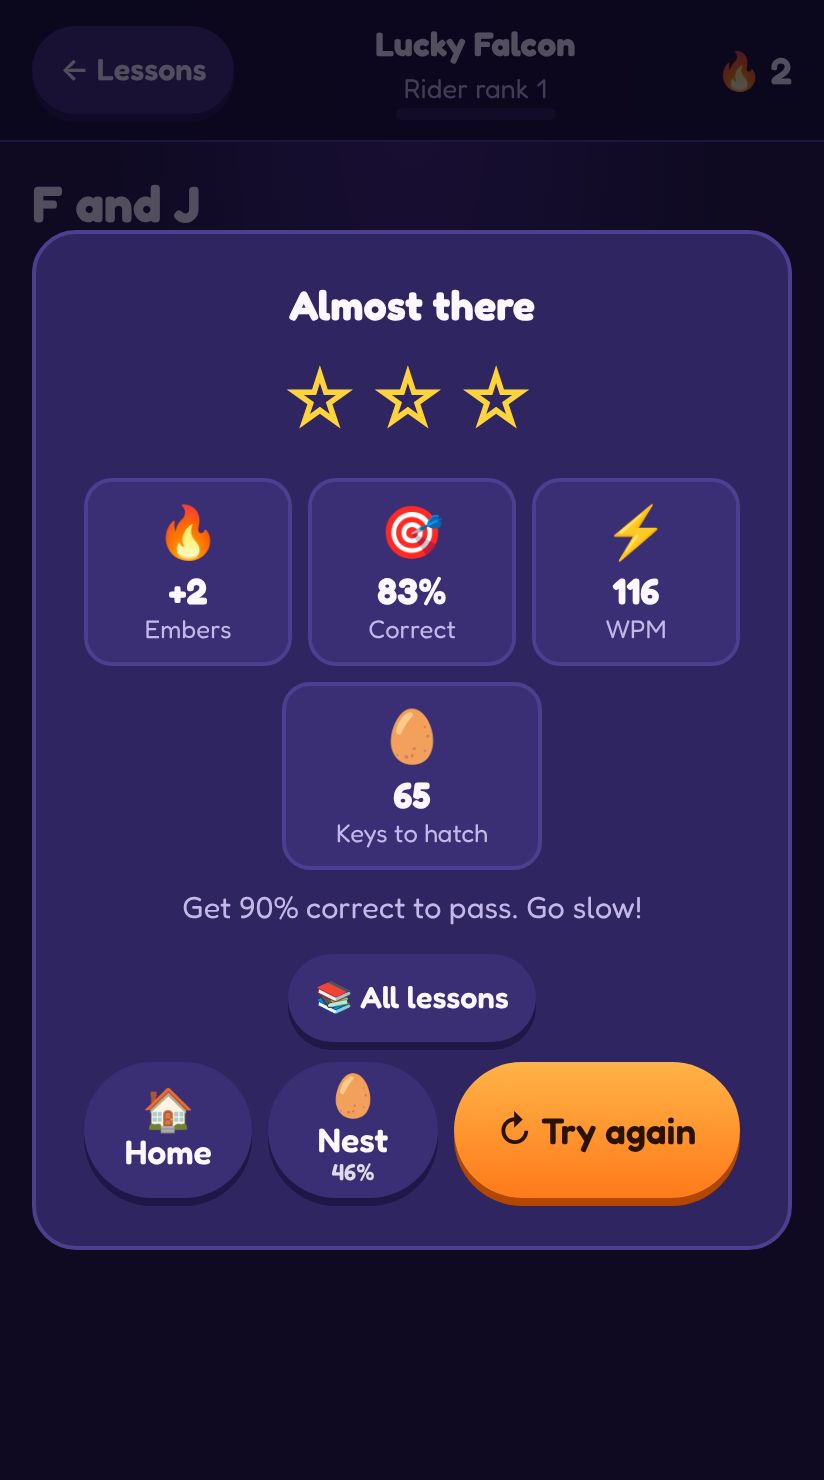 ← Lessons
Lucky Falcon
Rider rank 1
2
F and J
Almost there
+2
Embers
83%
Correct
116
WPM
65
Keys to hatch
Get 90% correct to pass. Go slow!
All lessons
Home
Nest
46%
↻ Try again